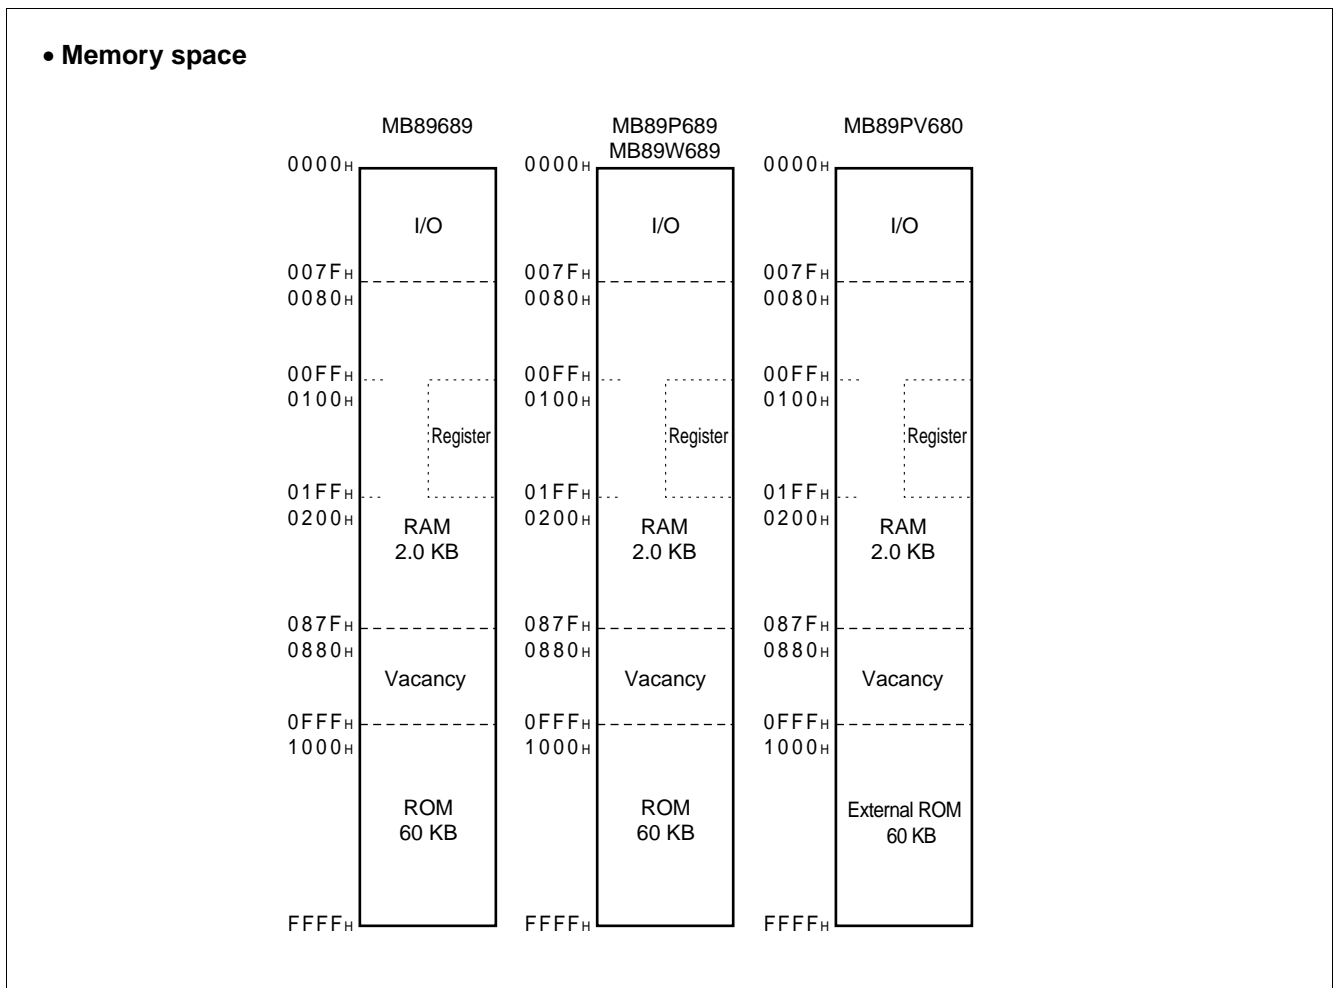 • Memory space
MB89689
0000H
I/O
007FH
0080H
00FFH
0100H
Register
01FFH
0200H
RAM
2.0 KB
087FH
0880H
Vacancy
0FFFH
1000H
ROM
60 KB
FFFFH
MB89P689
MB89W689
0000H
I/O
007FH
0080H
00FFH
0100H
Register
01FFH
0200H
RAM
2.0 KB
087FH
0880H
Vacancy
0FFFH
1000H
ROM
60 KB
FFFFH
MB89PV680
0000H
I/O
007FH
0080H
00FFH
0100H
Register
01FFH
0200H
RAM
2.0 KB
087FH
0880H
Vacancy
0FFFH
1000H
External ROM
60 KB
FFFFH